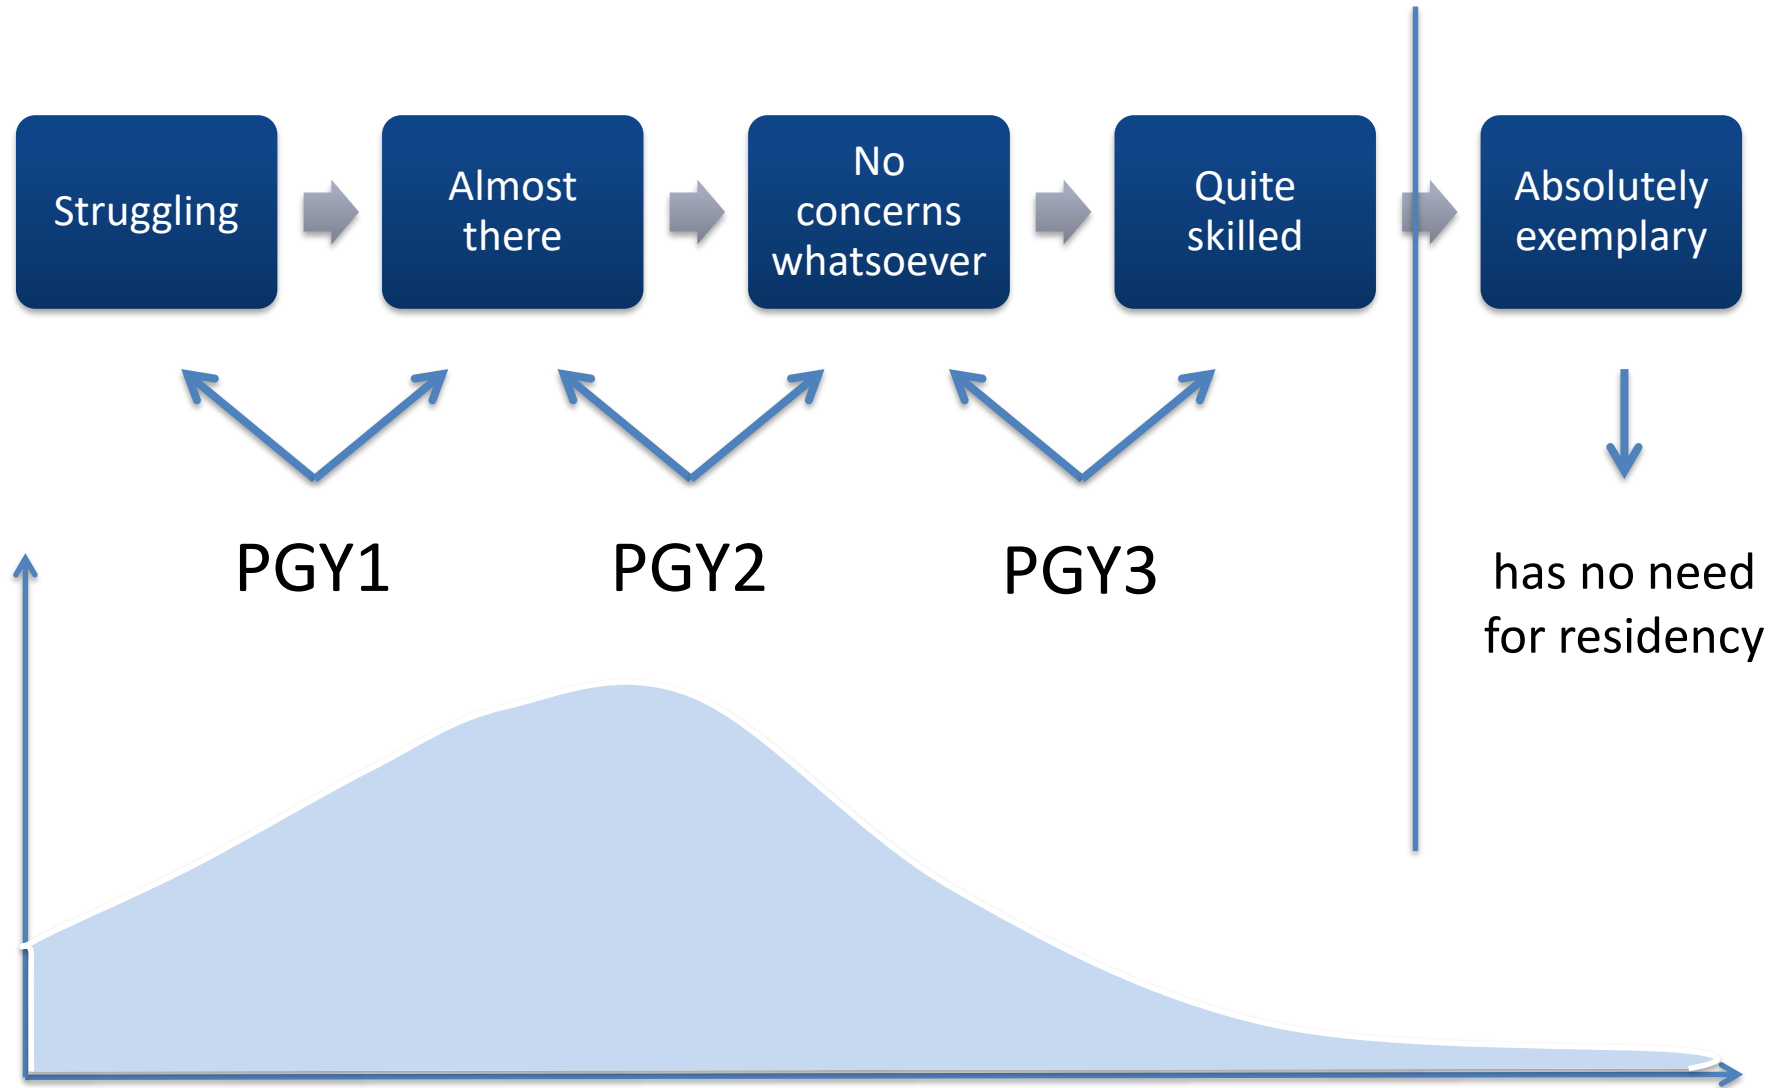 Struggling
Almost
there
No
concerns
whatsoever
Quite
skilled
Absolutely
exemplary
PGY1
PGY2
PGY3
has no need
for residency